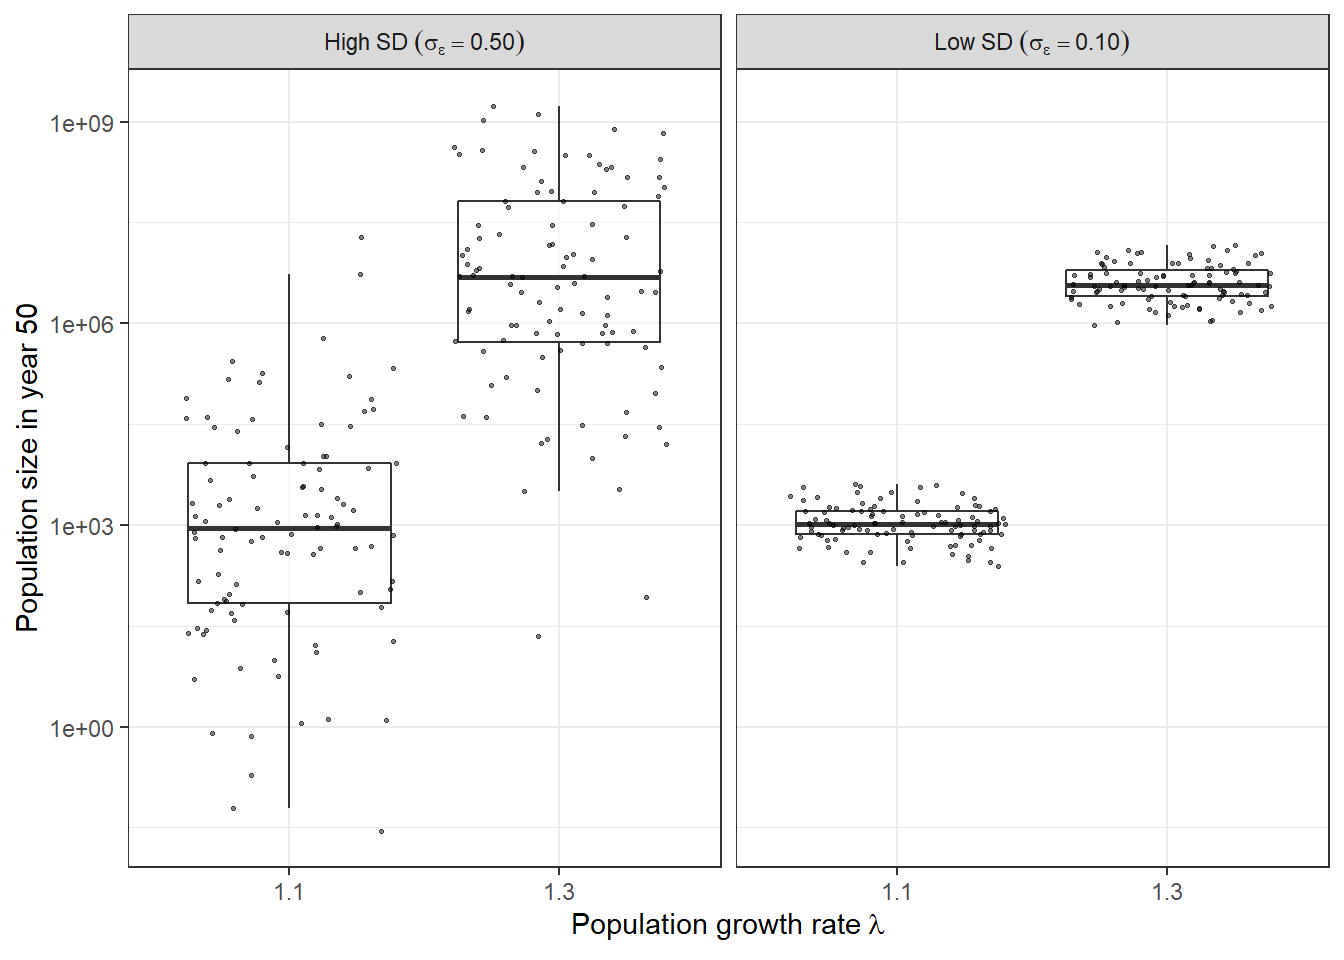 High SD (σε = 0.50)
Low SD (σε = 0.10)
Population size in year 50
1e+09
1e+06
1e+03
1e+00
1.1
1.3
1.1
1.3
Population growth rate λ